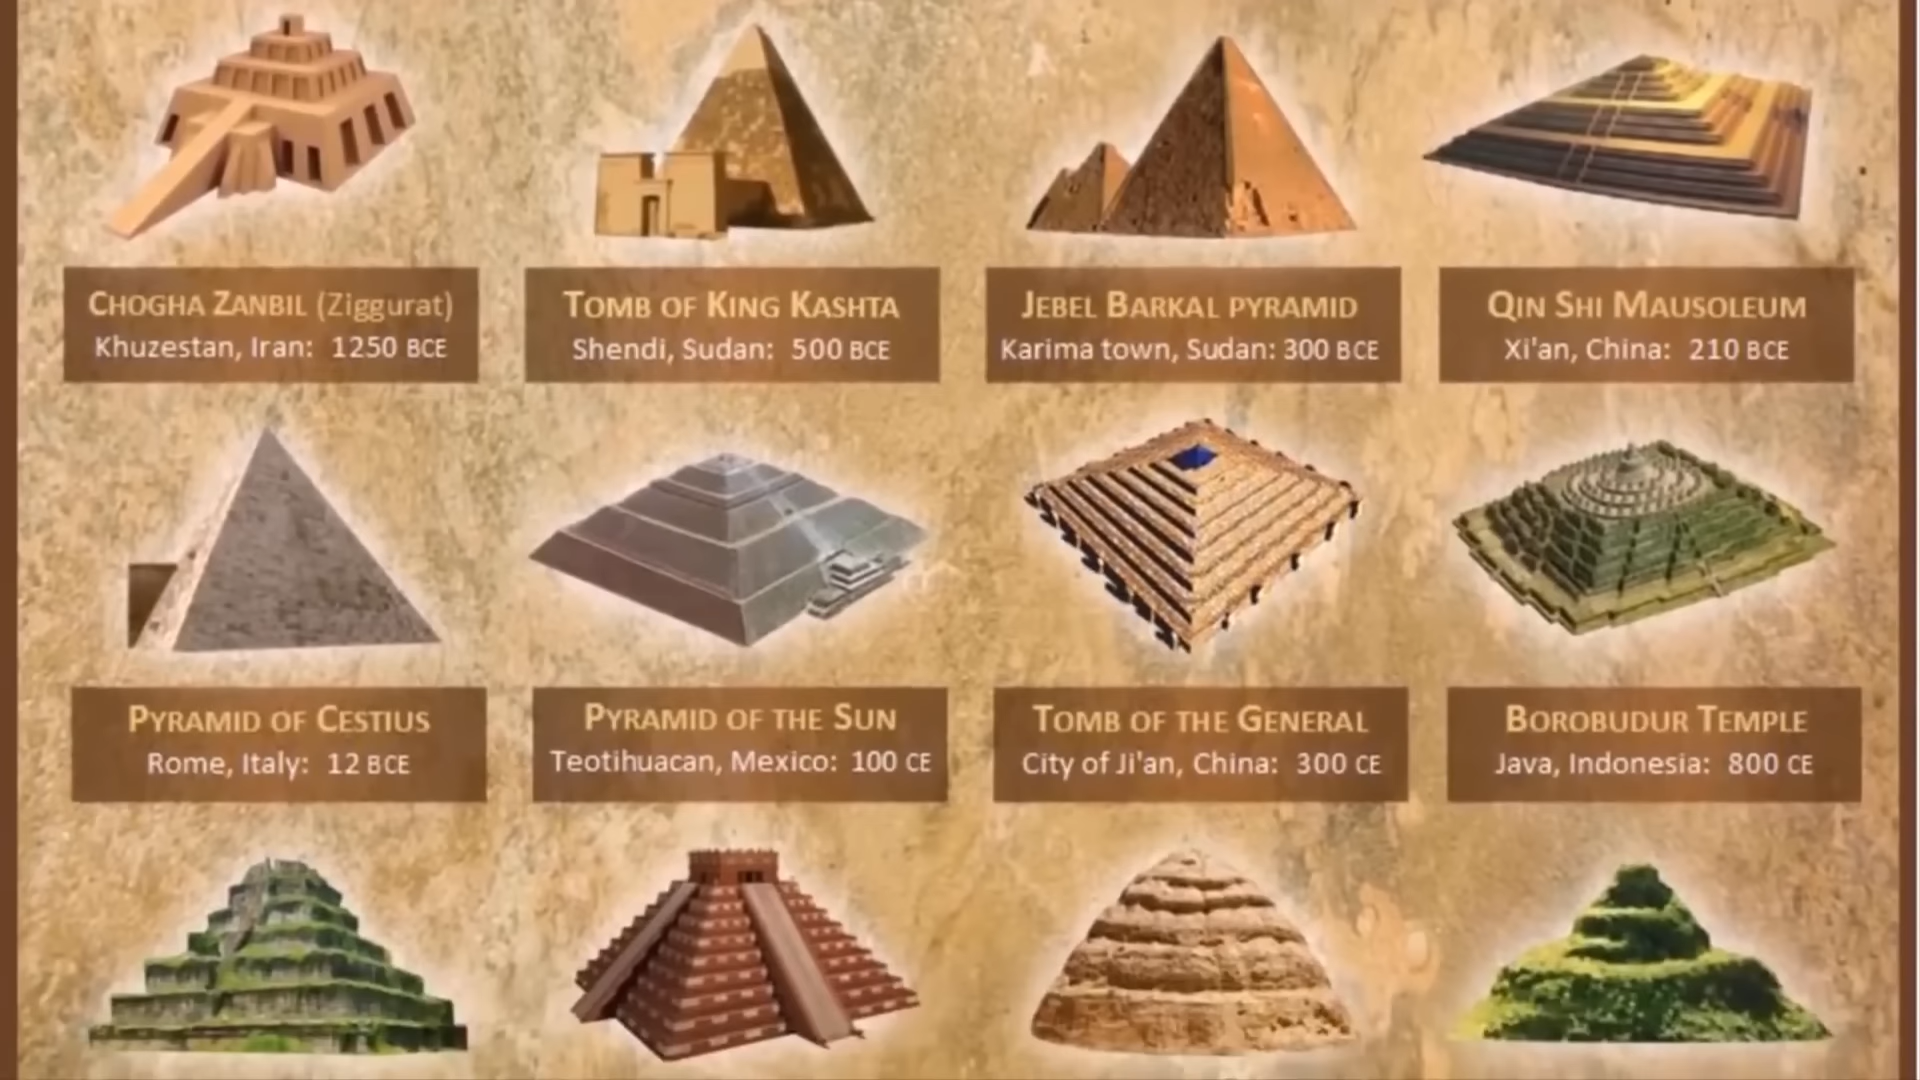 CHOGHA ZANBIL (Ziggurat)
Khuzestan, Iran: 1250 BCE
TOMB OF KING KASHTA
Shendi, Sudan: 500 BCE
JEBEL BARKAL PYRAMID
Karima town, Sudan: 300 BCE
QIN SHI MAUSOLEUM
Xi'an, China: 210 BCE
PYRAMID OF CESTIUS
Rome, Italy: 12 BCE
PYRAMID OF THE SUN
Teotihuacan, Mexico: 100 CE
TOMB OF THE GENERAL
City of Ji'an, China: 300 CE
BOROBUDUR TEMPLE
Java, Indonesia: 800 CE